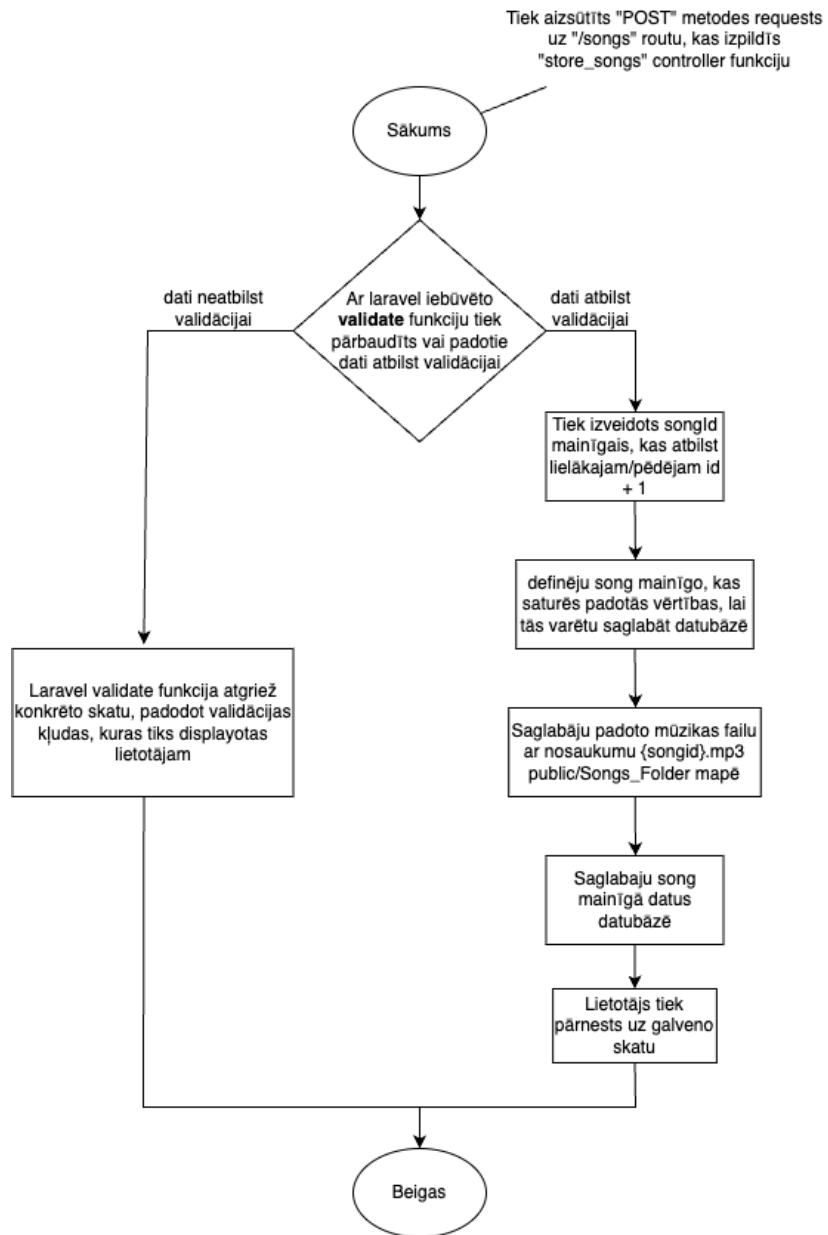 Tiek aizsūtīts "POST" metodes requests
uz "/songs" routu, kas izpildīs
"store_songs" controller funkciju
Sākums
dati neatbilst
validācijai
Ar laravel iebūvēto
validate funkciju tiek
pārbaudīts vai padotie
dati atbilst validācijai
dati atbilst
validācijai
Tiek izveidots songId
mainīgais, kas atbilst
lielākajam/pēdējam id
+ 1
definēju song mainīgo, kas
saturēs padotās vērtības, lai
tās varētu saglabāt datubāzē
Laravel validate funkcija atgriež
konkrēto skatu, padodot validācijas
kļudas, kuras tiks displayotas
lietotājam
Saglabāju padoto mūzikas failu
ar nosaukumu {songid}.mp3
public/Songs_Folder mapē
Saglabaju song
mainīgā datus
datubāzē
Lietotājs tiek
pārnests uz galveno
skatu
Beigas